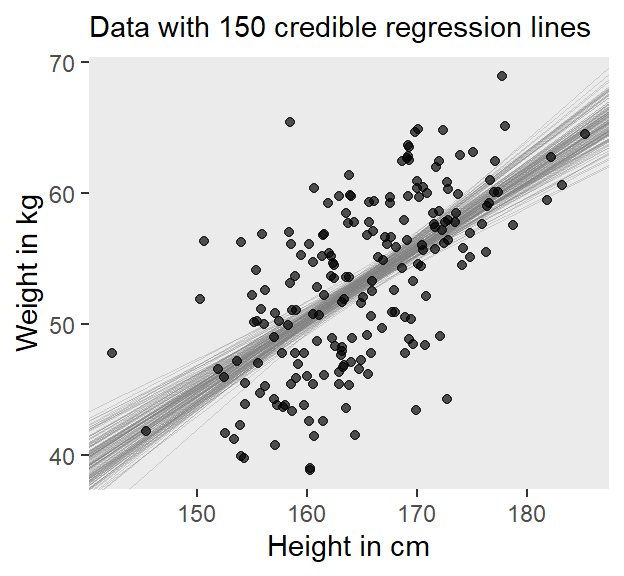 Data with 150 credible regression lines
70
60
50
40
Weight in kg
150 160 170 180
Height in cm